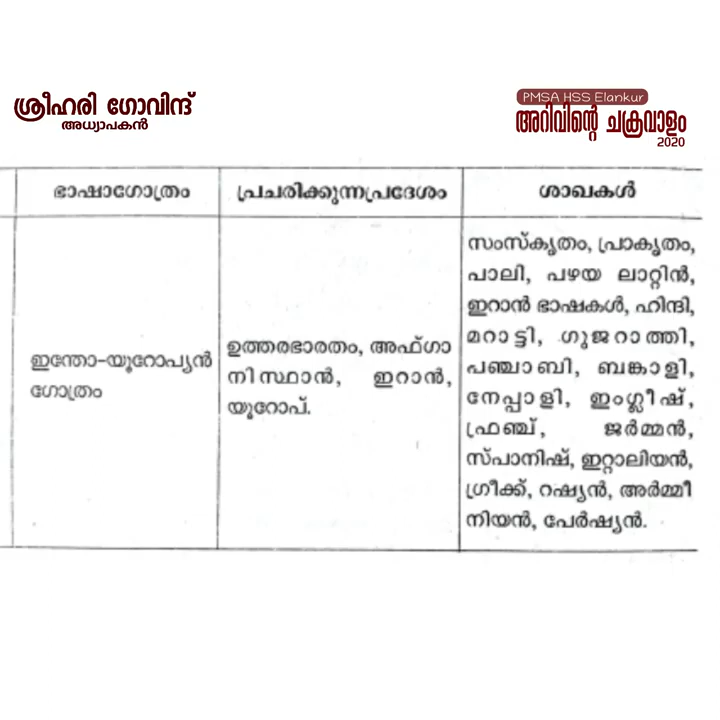 ശ്രീഹരി ഗോവിന്ദ്
അധ്യാപകൻ
PMSA HSS Elankur
അറിവിന്റെ ചക്രവാളം
2020
ഭാഷാഗോത്രം
പ്രചരിക്കുന്നപ്രദേശം
ശാഖകൾ
ഇന്തോ-യൂറോപ്യൻ
ഗോത്രം
ഉത്തരഭാരതം, അഫ്ഗാ
നിസ്ഥാൻ, ഇറാൻ,
യൂറോപ്.
സംസ്കൃതം, പ്രാകൃതം,
പാലി, പഴയ ലാറ്റിൻ,
ഇറാൻ ഭാഷകൾ, ഹിന്ദി,
മറാട്ടി, ഗുജറാത്തി,
പഞ്ചാബി, ബങ്കാളി,
നേപ്പാളി, ഇംഗ്ലീഷ്,
ഫ്രഞ്ച്, ജർമ്മൻ,
സ്പാനിഷ്, ഇറ്റാലിയൻ,
ഗ്രീക്ക്, റഷ്യൻ, അർമ്മീ
നിയൻ, പേർഷ്യൻ.